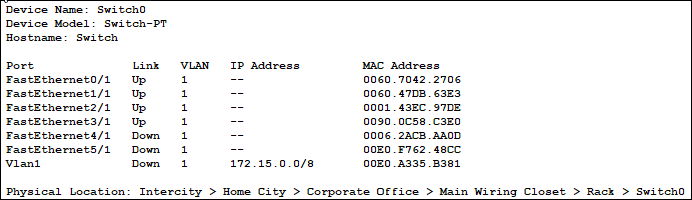 Device Name: Switch0
Device Model: Switch-PT
Hostname: Switch
Port Link VLAN IP Address MAC Address
FastEthernet0/1 Up 1 -- 0060.7042.2706
FastEthernet1/1 Up 1 -- 0060.47DB.63E3
FastEthernet2/1 Up 1 -- 0001.43EC.97DE
FastEthernet3/1 Up 1 -- 0090.0C58.C3E0
FastEthernet4/1 Down 1 -- 0006.2ACB.AA0D
FastEthernet5/1 Down 1 -- 00E0.F762.48CC
Vlan1 Down 1 172.15.0.0/8 00E0.A335.B381
Physical Location: Intercity > Home City > Corporate Office > Main Wiring Closet > Rack > Switch0